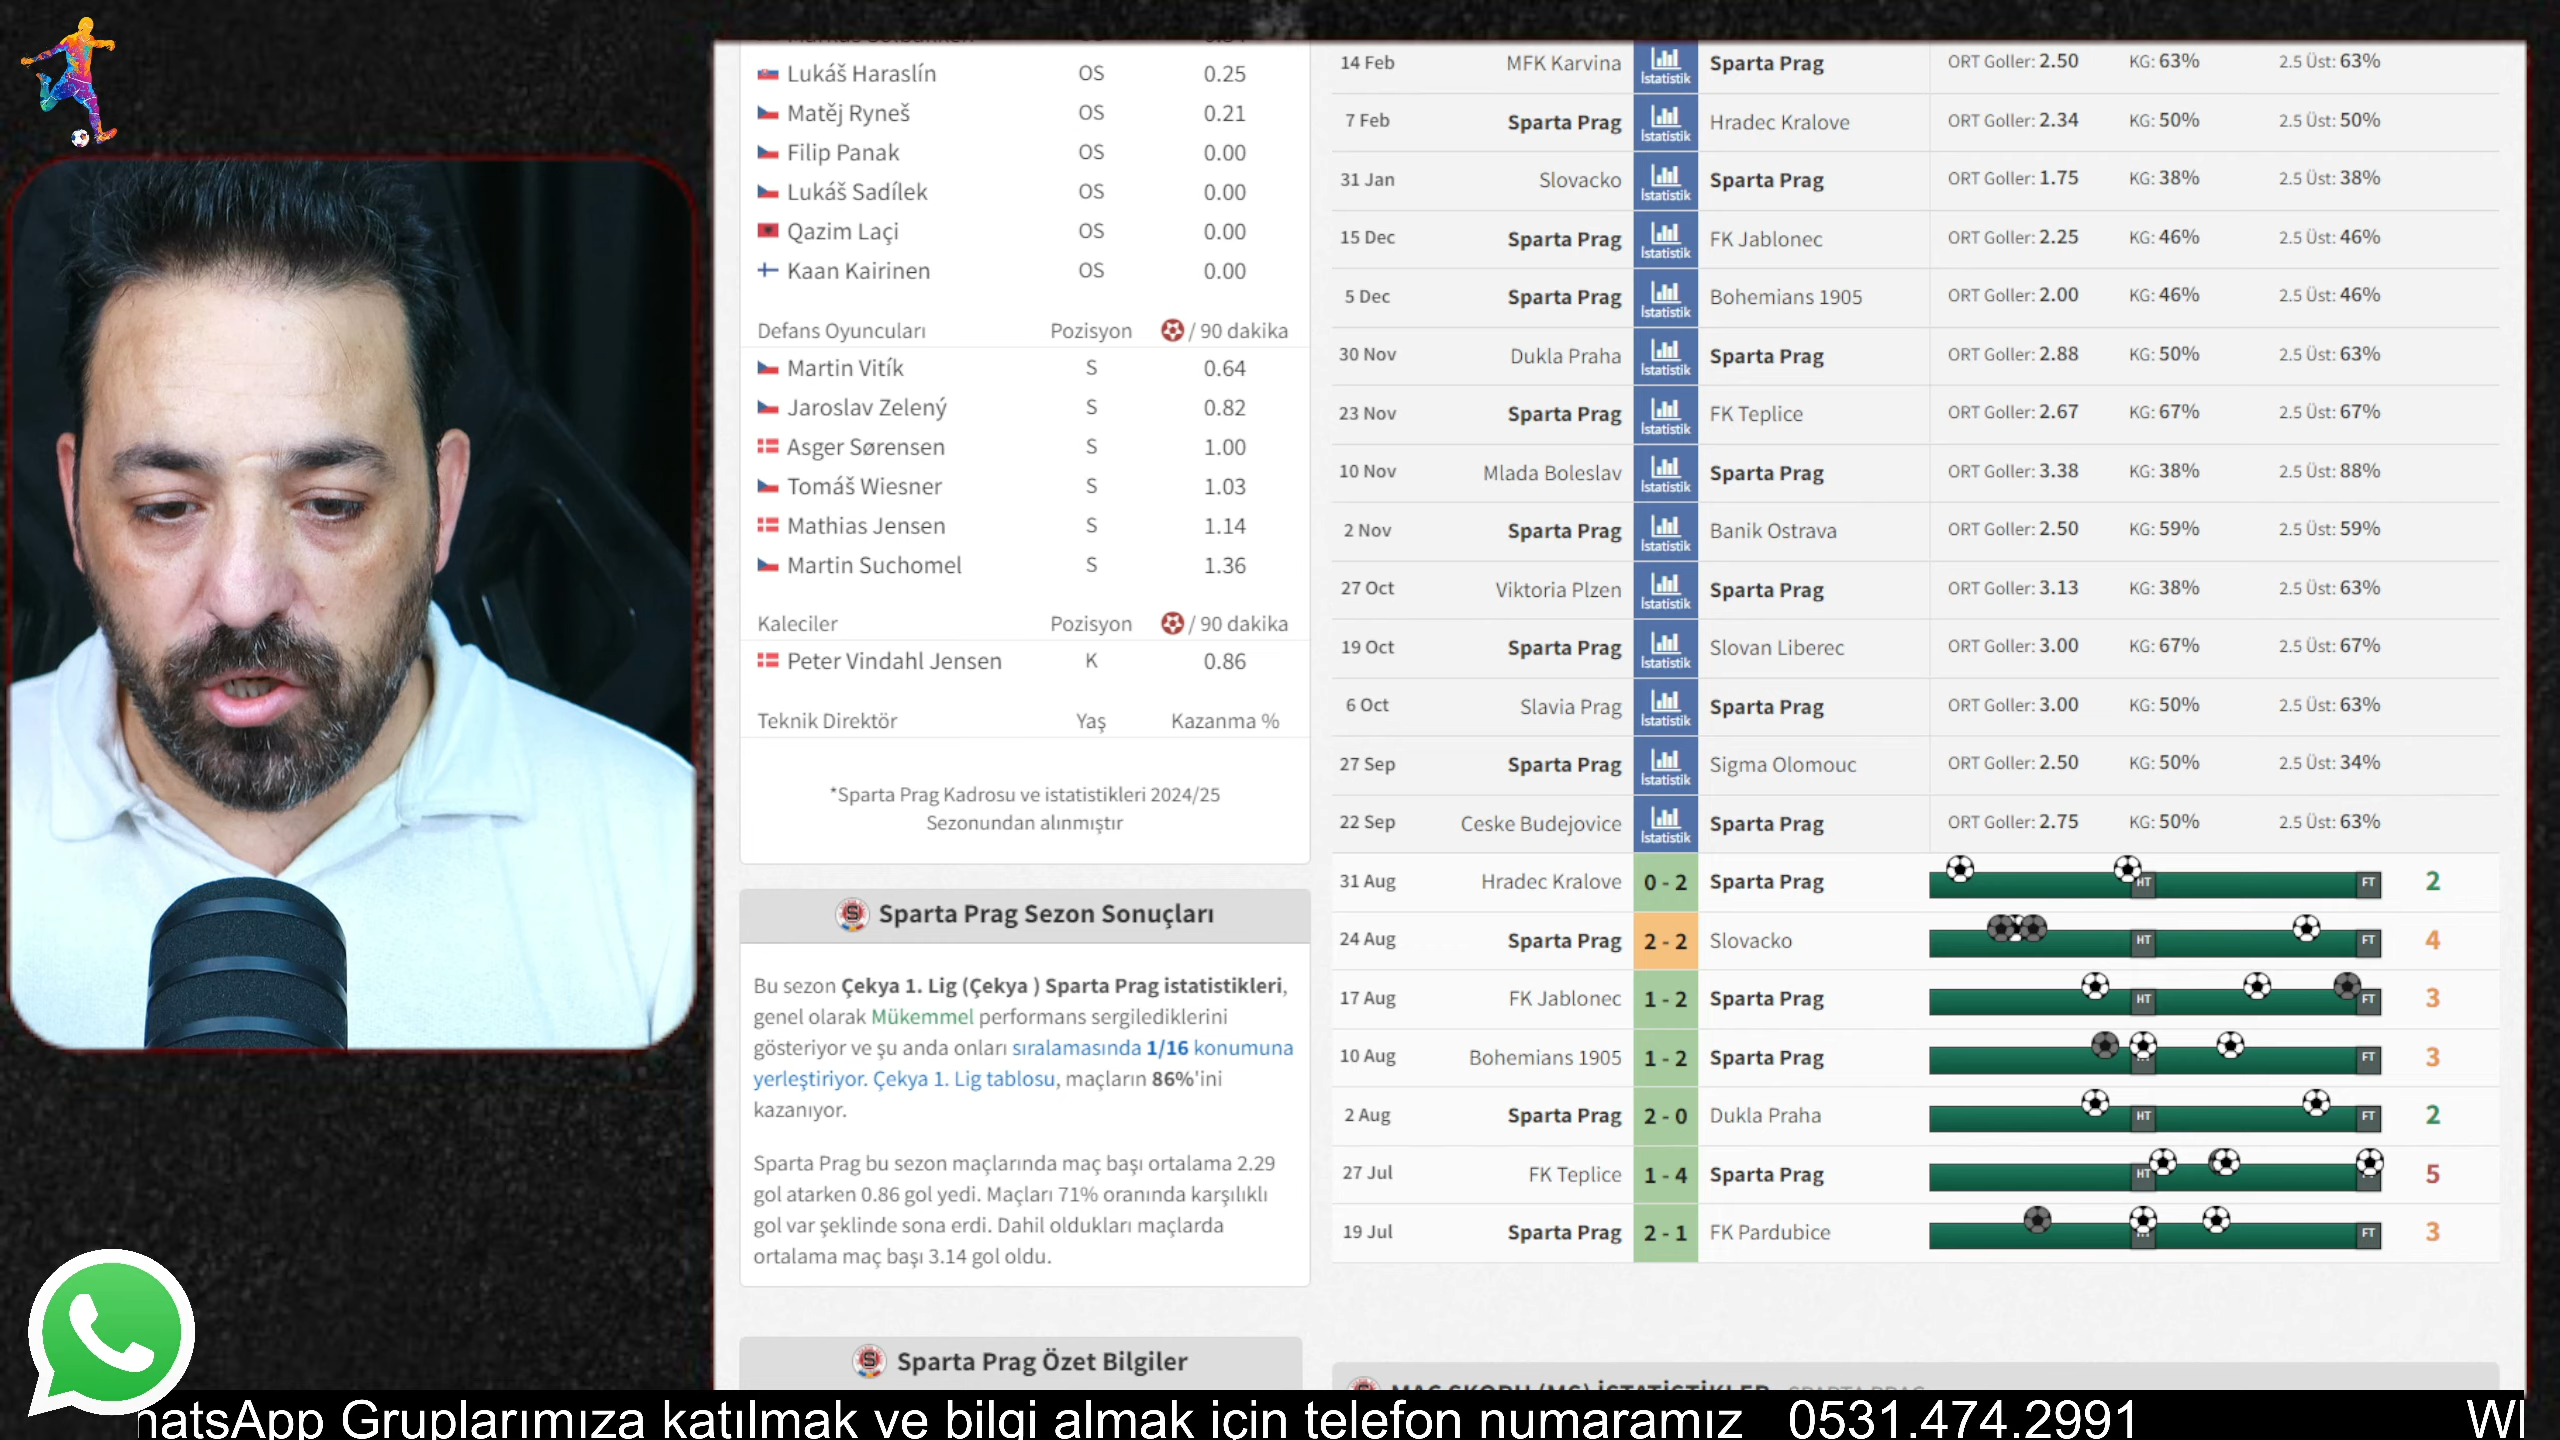 Lukáš Haraslín OS 0.25
Matěj Ryneš OS 0.21
Filip Panak OS 0.00
Lukáš Sadílek OS 0.00
Qazim Laçi OS 0.00
Kaan Kairinen OS 0.00
Defans Oyuncuları Pozisyon / 90 dakika
Martin Vitík S 0.64
Jaroslav Zelený S 0.82
Asger Sørensen S 1.00
Tomáš Wiesner S 1.03
Mathias Jensen S 1.14
Martin Suchomel S 1.36
Kaleciler Pozisyon / 90 dakika
Peter Vindahl Jensen K 0.86
Teknik Direktör Yaş Kazanma %
*Sparta Prag Kadrosu ve istatistikleri 2024/25
Sezonundan alınmıştır
Sparta Prag Sezon Sonuçları
Bu sezon Çekya 1. Lig (Çekya ) Sparta Prag istatistikleri,
genel olarak Mükemmel performans sergilediklerini
gösteriyor ve şu anda onları sıralamasında 1/16 konumuna
yerleştiriyor. Çekya 1. Lig tablosu, maçların 86%'ini
kazanıyor.
Sparta Prag bu sezon maçlarında maç başı ortalama 2.29
gol atarken 0.86 gol yedi. Maçları 71% oranında karşılıklı
gol var şeklinde sona erdi. Dahil oldukları maçlarda
ortalama maç başı 3.14 gol oldu.
Sparta Prag Özet Bilgiler
14 Feb MFK Karvina İstatistik Sparta Prag ORT Goller: 2.50 KG: 63% 2.5 Üst: 63%
7 Feb Sparta Prag İstatistik Hradec Kralove ORT Goller: 2.34 KG: 50% 2.5 Üst: 50%
31 Jan Slovacko İstatistik Sparta Prag ORT Goller: 1.75 KG: 38% 2.5 Üst: 38%
15 Dec Sparta Prag İstatistik FK Jablonec ORT Goller: 2.25 KG: 46% 2.5 Üst: 46%
5 Dec Sparta Prag İstatistik Bohemians 1905 ORT Goller: 2.00 KG: 46% 2.5 Üst: 46%
30 Nov Dukla Praha İstatistik Sparta Prag ORT Goller: 2.88 KG: 50% 2.5 Üst: 63%
23 Nov Sparta Prag İstatistik FK Teplice ORT Goller: 2.67 KG: 67% 2.5 Üst: 67%
10 Nov Mlada Boleslav İstatistik Sparta Prag ORT Goller: 3.38 KG: 38% 2.5 Üst: 88%
2 Nov Sparta Prag İstatistik Banik Ostrava ORT Goller: 2.50 KG: 59% 2.5 Üst: 59%
27 Oct Viktoria Plzen İstatistik Sparta Prag ORT Goller: 3.13 KG: 38% 2.5 Üst: 63%
19 Oct Sparta Prag İstatistik Slovan Liberec ORT Goller: 3.00 KG: 67% 2.5 Üst: 67%
6 Oct Slavia Prag İstatistik Sparta Prag ORT Goller: 3.00 KG: 50% 2.5 Üst: 63%
27 Sep Sparta Prag İstatistik Sigma Olomouc ORT Goller: 2.50 KG: 50% 2.5 Üst: 34%
22 Sep Ceske Budejovice İstatistik Sparta Prag ORT Goller: 2.75 KG: 50% 2.5 Üst: 63%
31 Aug Hradec Kralove 0 - 2 Sparta Prag HT FT 2
24 Aug Sparta Prag 2 - 2 Slovacko HT FT 4
17 Aug FK Jablonec 1 - 2 Sparta Prag HT FT 3
10 Aug Bohemians 1905 1 - 2 Sparta Prag FT 3
2 Aug Sparta Prag 2 - 0 Dukla Praha HT FT 2
27 Jul FK Teplice 1 - 4 Sparta Prag HT 5
19 Jul Sparta Prag 2 - 1 FK Pardubice FT 3
hatsApp Gruplarımıza katılmak ve bilgi almak için telefon numaramız 0531.474.2991 WI